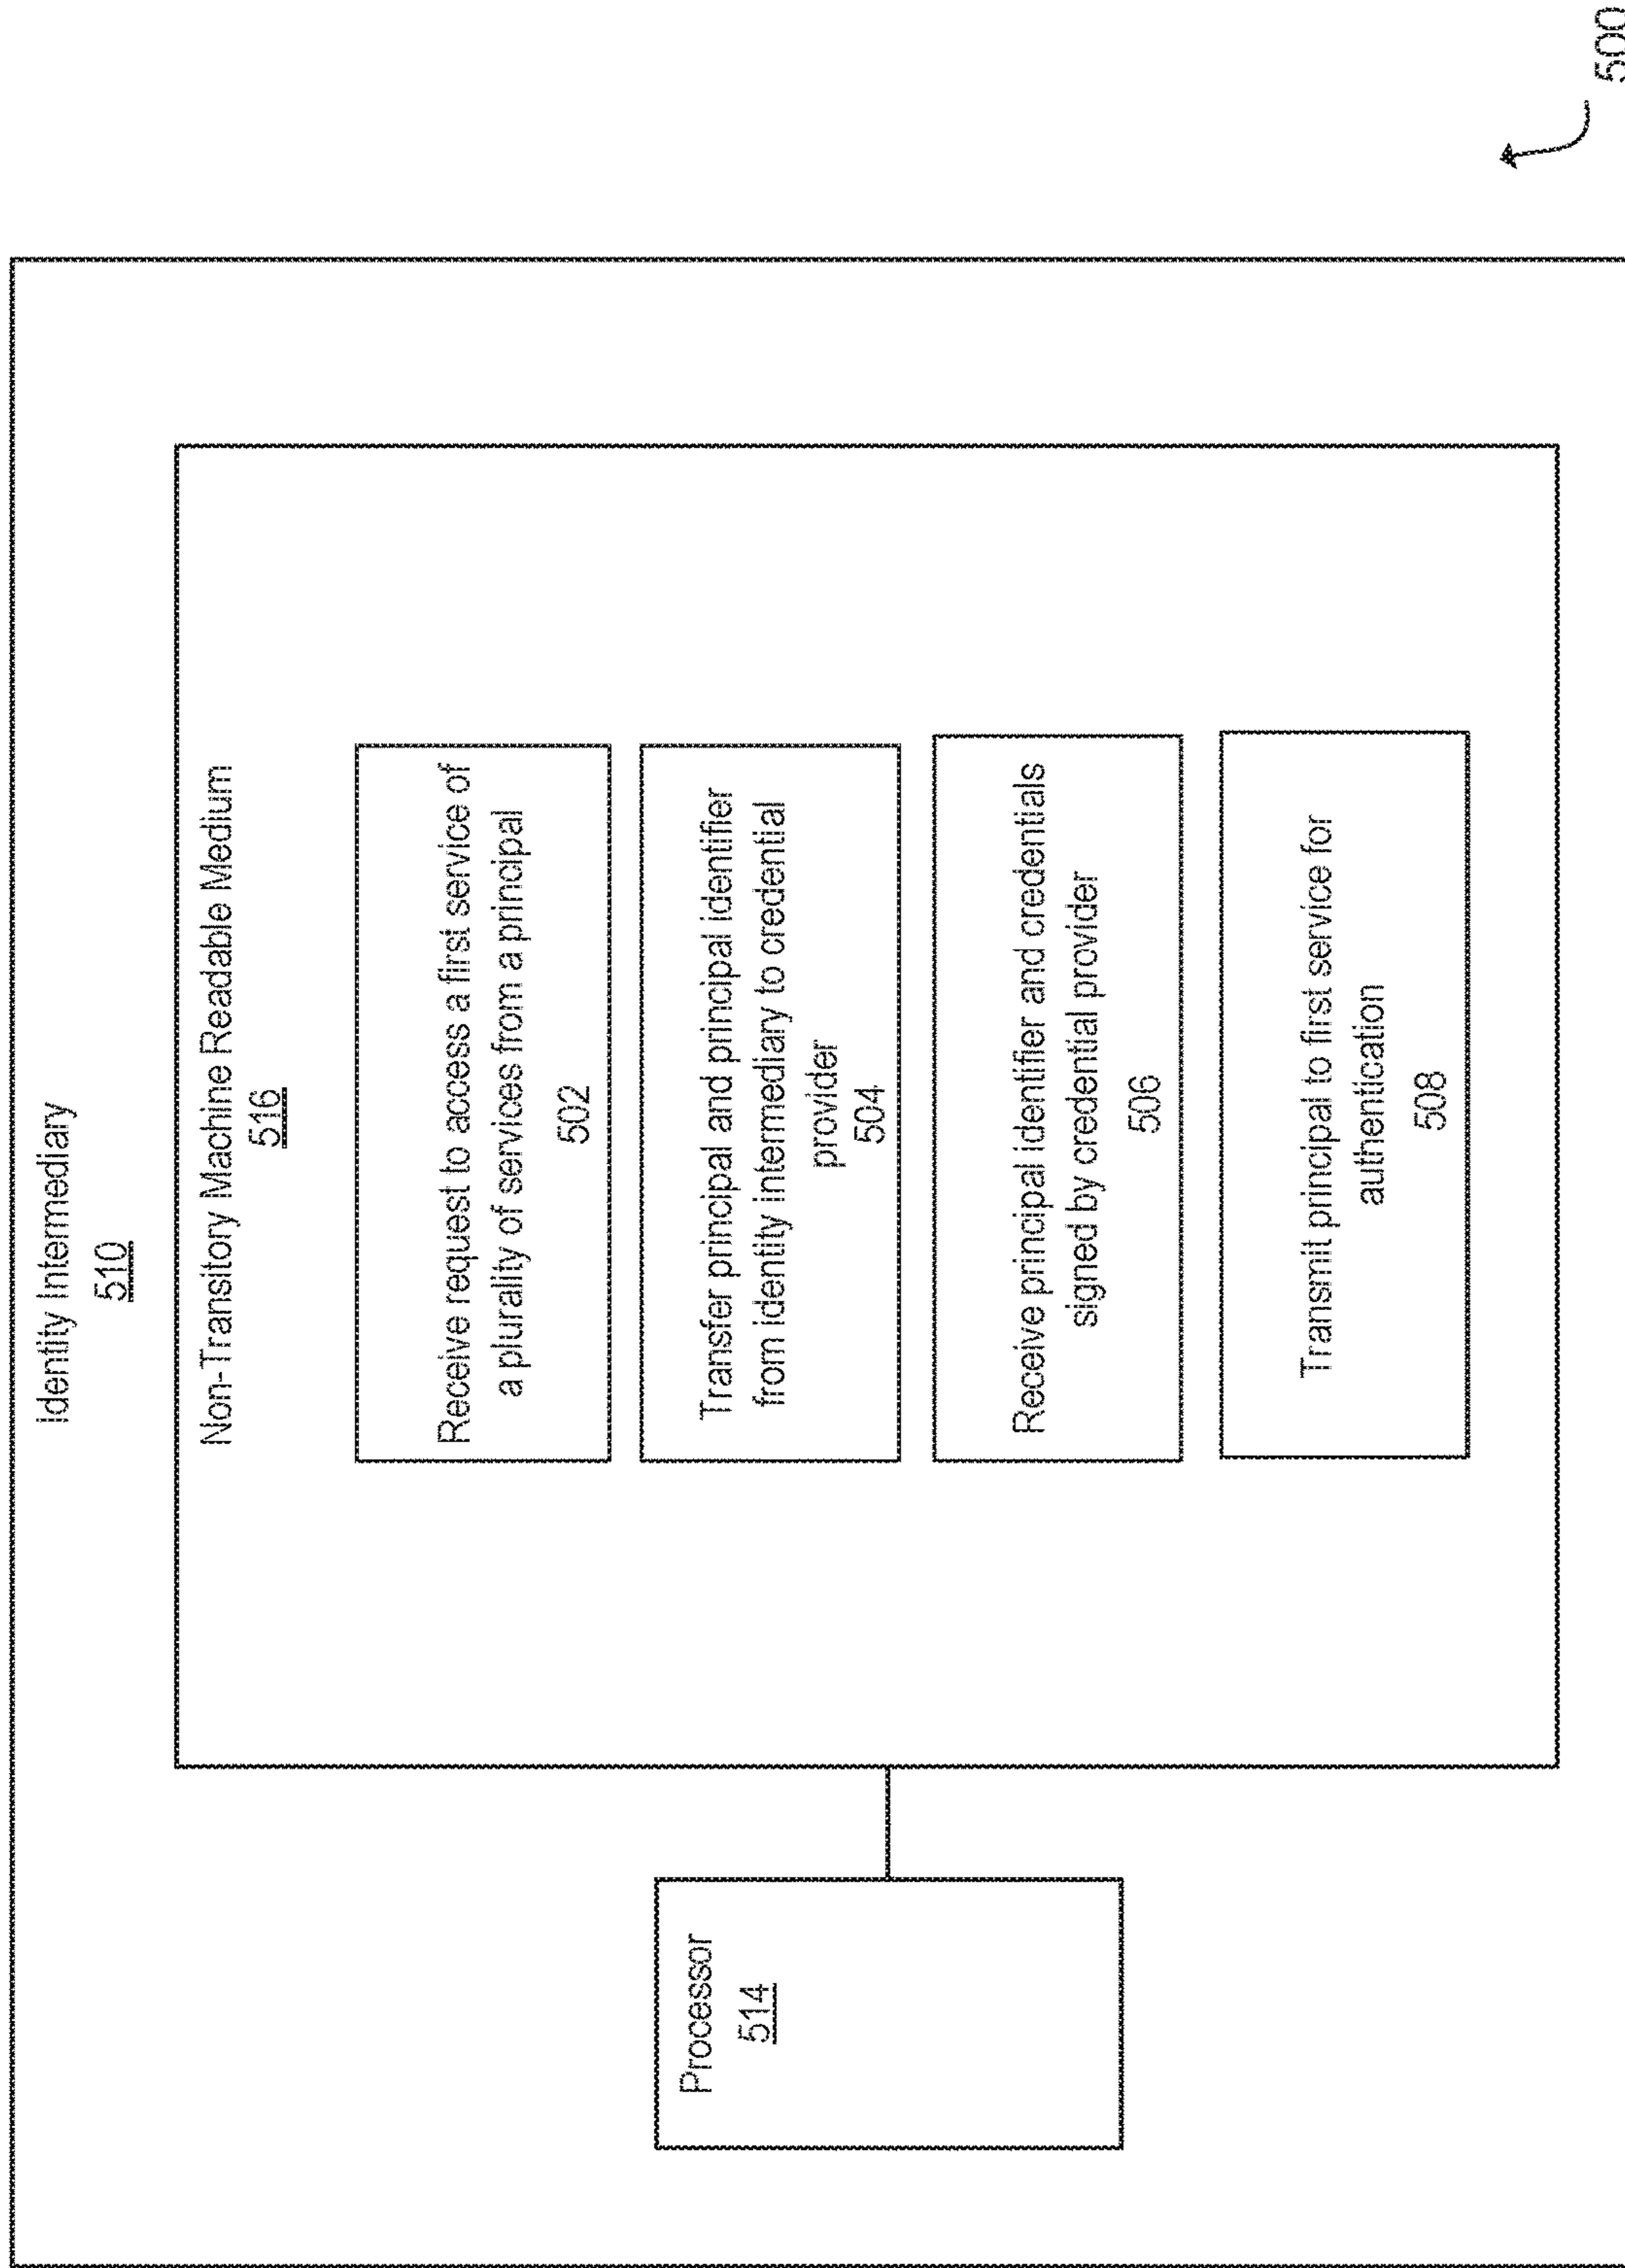 Identity Intermediary
510
Non-Transitory Machine Readable Medium
516
Receive request to access a first service of
a plurality of services from a principal
502
Transfer principal and principal identifier
from identity intermediary to credential
provider
504
Receive principal identifier and credentials
signed by credential provider
506
Transmit principal to first service for
authentication
508
Processor
514
500